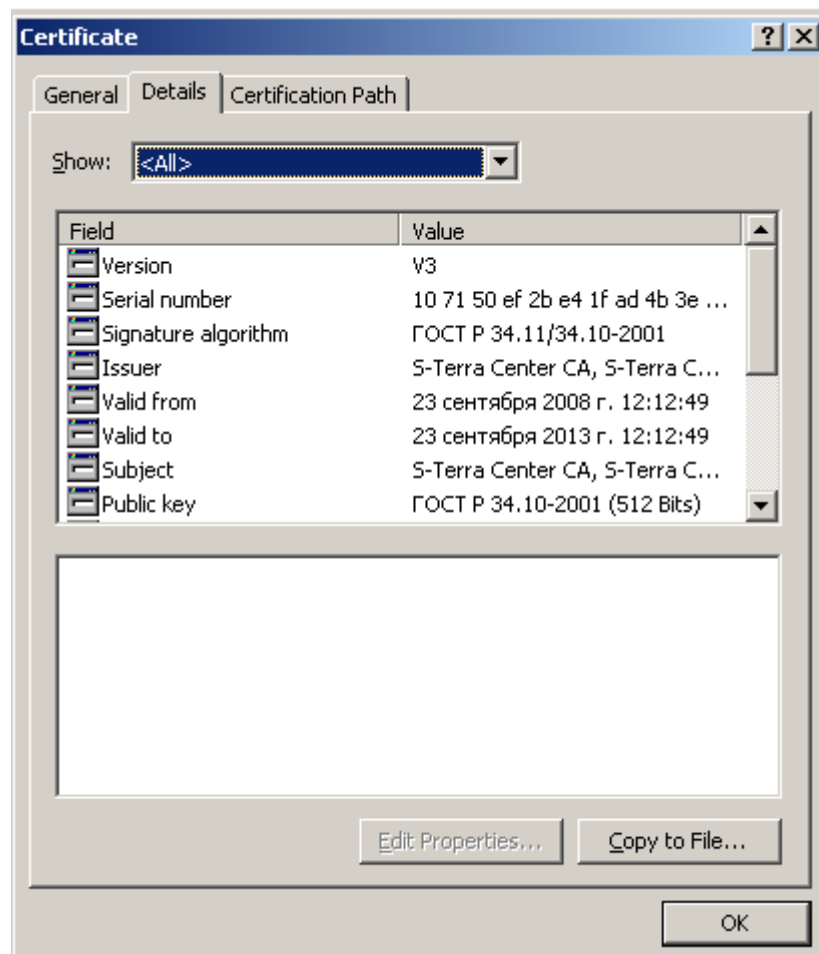 Certificate
General Details Certification Path
Show: <All>
Field Value
Version V3
Serial number 10 71 50 ef 2b e4 1f ad 4b 3e ...
Signature algorithm ГОСТ Р 34.11/34.10-2001
Issuer S-Terra Center CA, S-Terra C...
Valid from 23 сентября 2008 г. 12:12:49
Valid to 23 сентября 2013 г. 12:12:49
Subject S-Terra Center CA, S-Terra C...
Public key ГОСТ Р 34.10-2001 (512 Bits)
Edit Properties... Copy to File...
OK